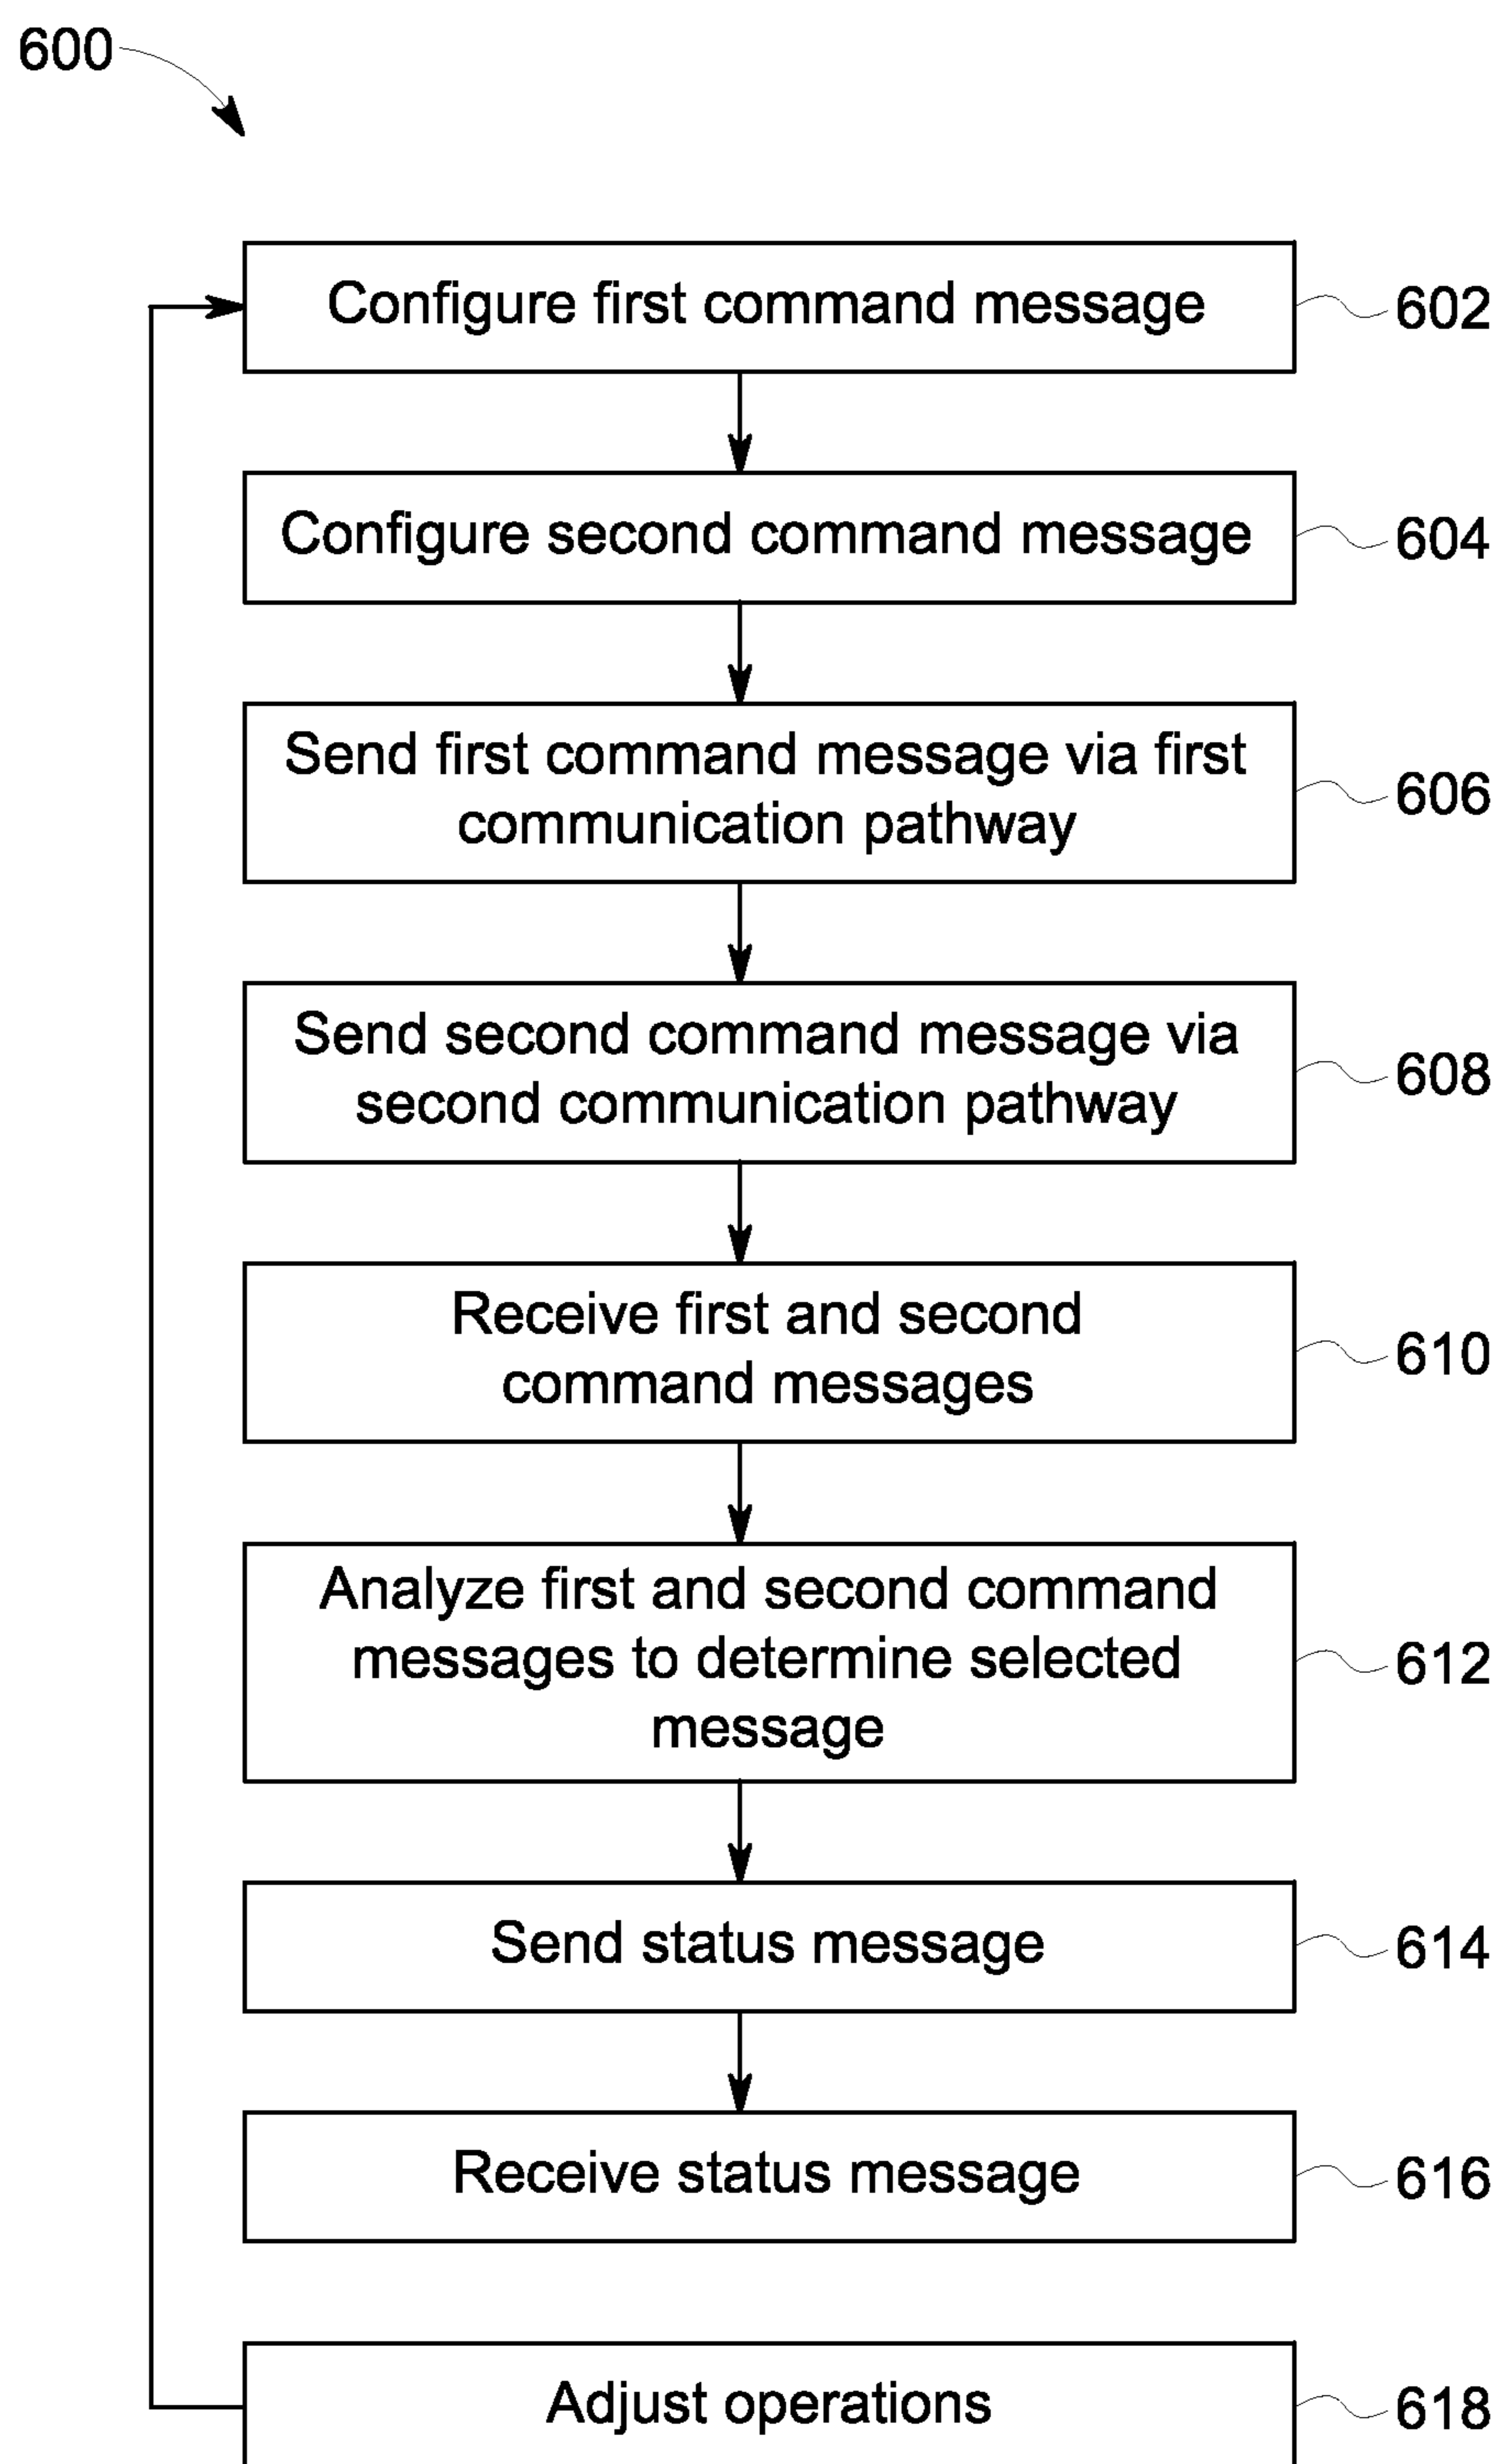 600
Configure first command message
602
Configure second command message
604
Send first command message via first
communication pathway
606
Send second command message via
second communication pathway
608
Receive first and second
command messages
610
Analyze first and second command
messages to determine selected
message
612
Send status message
614
Receive status message
616
Adjust operations
618